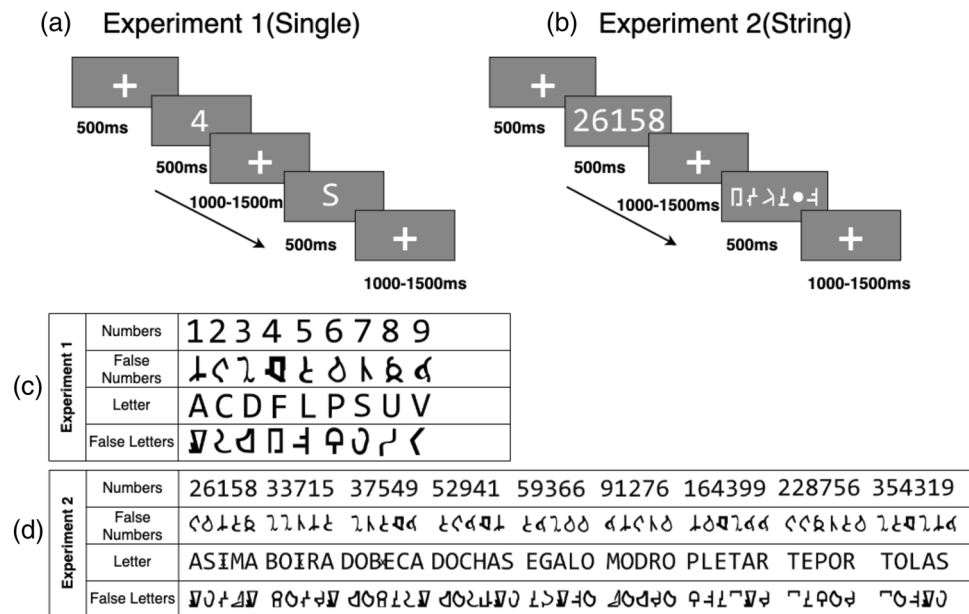 (a) Experiment 1(Single)
(b) Experiment 2(String)
500ms
4
500ms
1000-1500m
S
500ms
1000-1500ms
500ms
26158
500ms
1000-1500ms
500ms
1000-1500ms
(c)
Experiment 1
Numbers 1 2 3 4 5 6 7 8 9
False Numbers
Letter A C D F L P S U V
False Letters
(d)
Experiment 2
Numbers 26158 33715 37549 52941 59366 91276 164399 228756 354319
False Numbers
Letter ASIMA BOIRA DOBECA DOCHAS EGALO MODRO PLETAR TEPOR TOLAS
False Letters